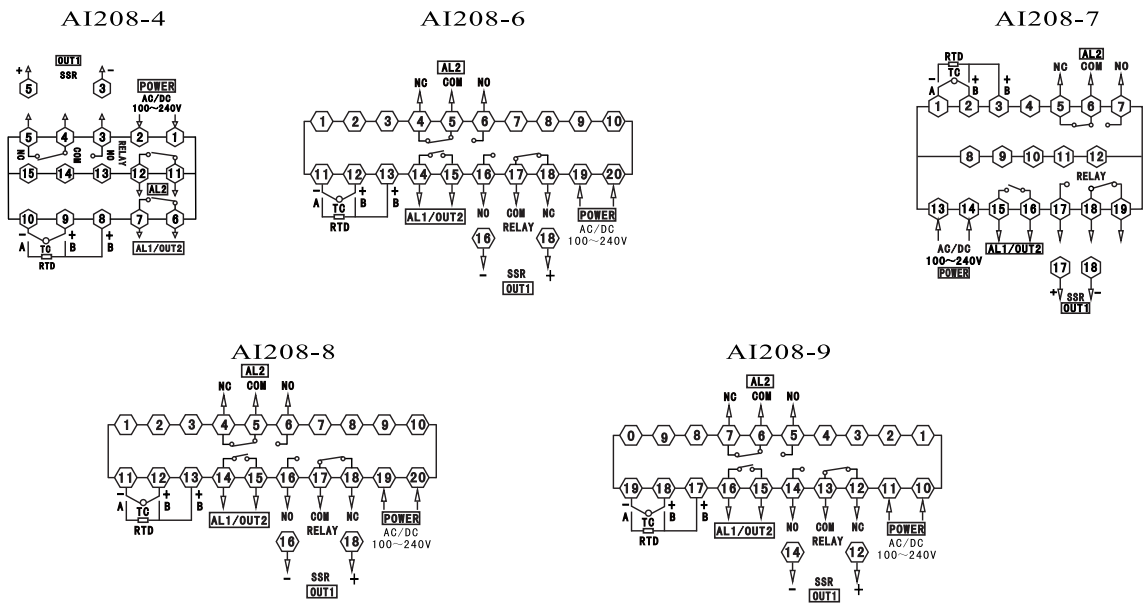 AI208-4
OUT1
SSR
+ -
5 3
POWER
AC/DC
100～240V
5 4 3 2 1
NC COM NO RELAY
15 14 13 12 11
AL2
10 9 8 7 6
- + +
A TC B B
RTD
AL1/OUT2
AI208-6
AL2
NC COM NO
1 2 3 4 5 6 7 8 9 10
11 12 13 14 15 16 17 18 19 20
- + +
A TC B B
RTD
AL1/OUT2
NO COM NC
RELAY
POWER
AC/DC
100～240V
16 18
- +
SSR
OUT1
AI208-7
RTD
- TC + +
A B B
AL2
NC COM NO
1 2 3 4 5 6 7
8 9 10 11 12
RELAY
13 14 15 16 17 18 19
AC/DC
100～240V
POWER
AL1/OUT2
17 18
+ -
SSR
OUT1
AI208-8
AL2
NC COM NO
1 2 3 4 5 6 7 8 9 10
11 12 13 14 15 16 17 18 19 20
- + +
A TC B B
RTD
AL1/OUT2
NO COM NC
RELAY
POWER
AC/DC
100～240V
16 18
- +
SSR
OUT1
AI208-9
AL2
NC COM NO
0 9 8 7 6 5 4 3 2 1
19 18 17 16 15 14 13 12 11 10
- + +
A TC B B
RTD
AL1/OUT2
NO COM NC
RELAY
POWER
AC/DC
100～240V
14 12
- +
SSR
OUT1